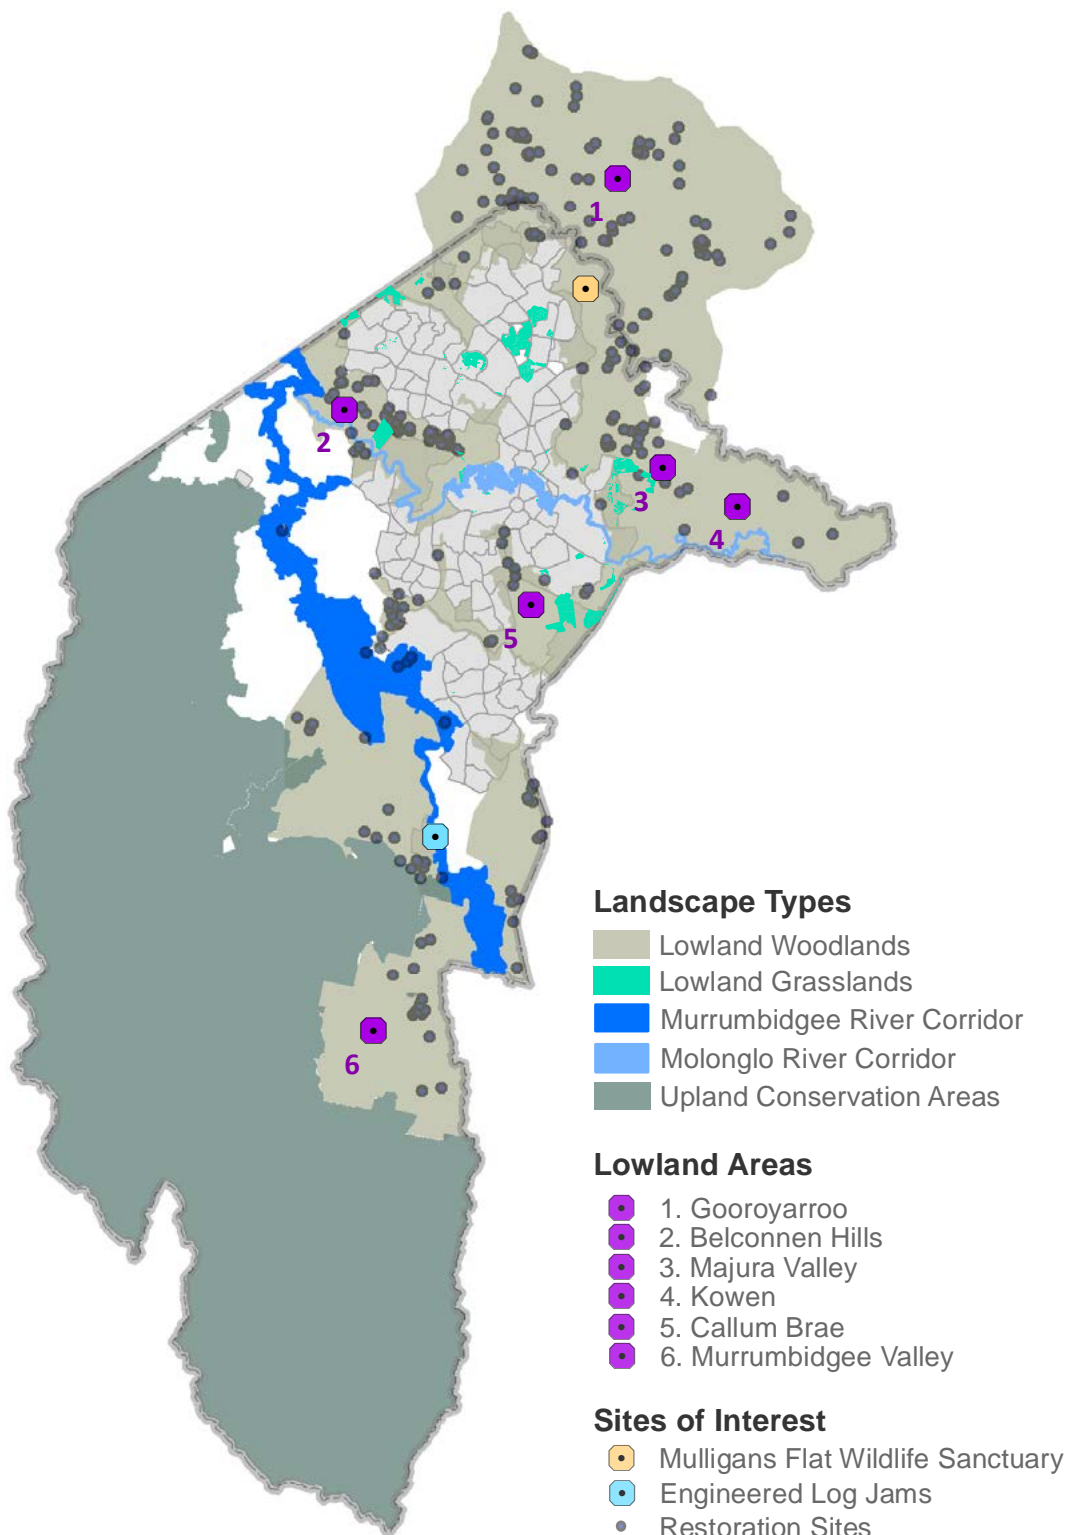 1
2
3
4
5
6
Landscape Types
Lowland Woodlands
Lowland Grasslands
Murrumbidgee River Corridor
Molonglo River Corridor
Upland Conservation Areas
Lowland Areas
1. Gooroyarroo
2. Belconnen Hills
3. Majura Valley
4. Kowen
5. Callum Brae
6. Murrumbidgee Valley
Sites of Interest
Mulligans Flat Wildlife Sanctuary
Engineered Log Jams
Restoration Sites